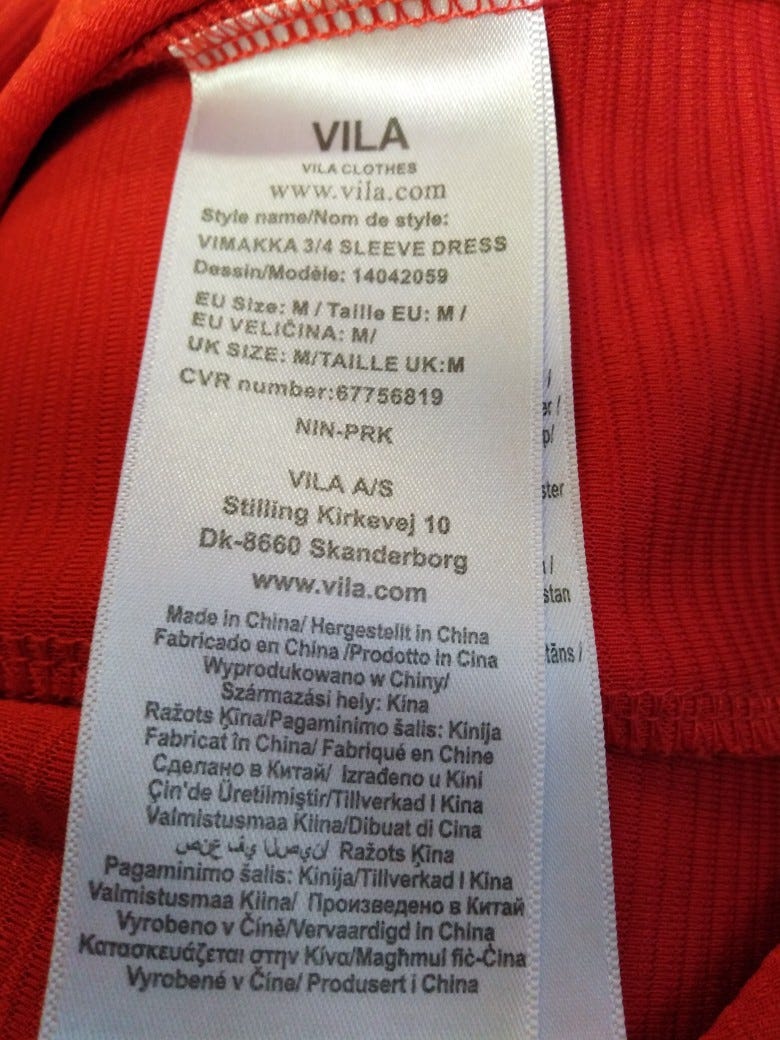 VILA
VILA CLOTHES
www.vila.com
Style name/Nom de style:
VIMAKKA 3/4 SLEEVE DRESS
Dessin/Modèle: 14042059
EU Size: M / Taille EU: M /
EU VELIČINA: M/
UK SIZE: M/TAILLE UK:M
CVR number:67756819
NIN-PRK
VILA A/S
Stilling Kirkevej 10
Dk-8660 Skanderborg
www.vila.com
Made in China/ Hergestellt in China
Fabricado en China /Prodotto in Cina
Wyprodukowano w Chiny/
Származási hely: Kina
Ražots Ķīna/Pagaminimo šalis: Kinija
Fabricat în China/ Fabriqué en Chine
Сделано в Китай/ Izrađeno u Kini
Çin'de Üretilmiştir/Tillverkad I Kina
Valmistusmaa Kiina/Dibuat di Cina
Ražots Ķīna
Pagaminimo šalis: Kinija/Tillverkad I Kina
Valmistusmaa Kiina/ Произведено в Китай
Vyrobeno v Číně/Vervaardigd in China
Κατασκευάζεται στην Κίνα/Magħmul fiċ-Ċina
Vyrobené v Číne/ Produsert i China